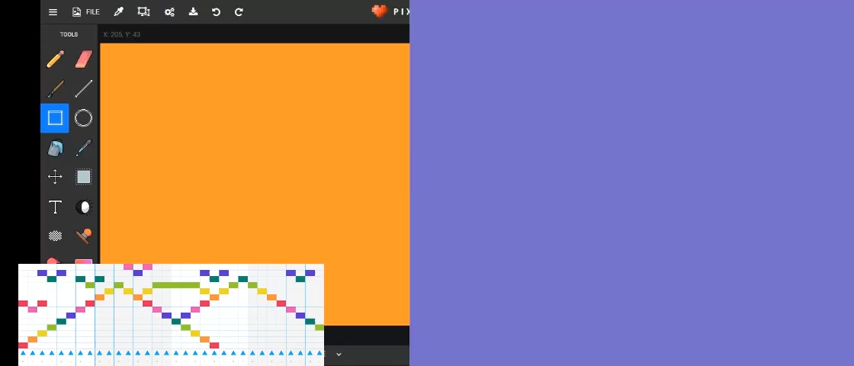 FILE
PIX
TOOLS
X: 205, Y: 43
T